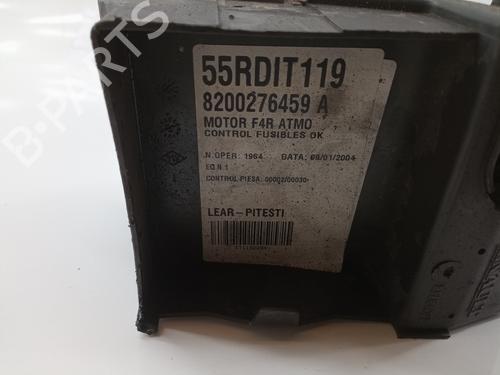 B-PARTS
55RDIT119
8200276459 A
MOTOR F4R ATMO
CONTROL FUSIBLES OK
N.OPER: 1964 DATA: 09/01/2004
EQ N 1
CONTROL PIESA: 00002/00030
LEAR-PITESTI